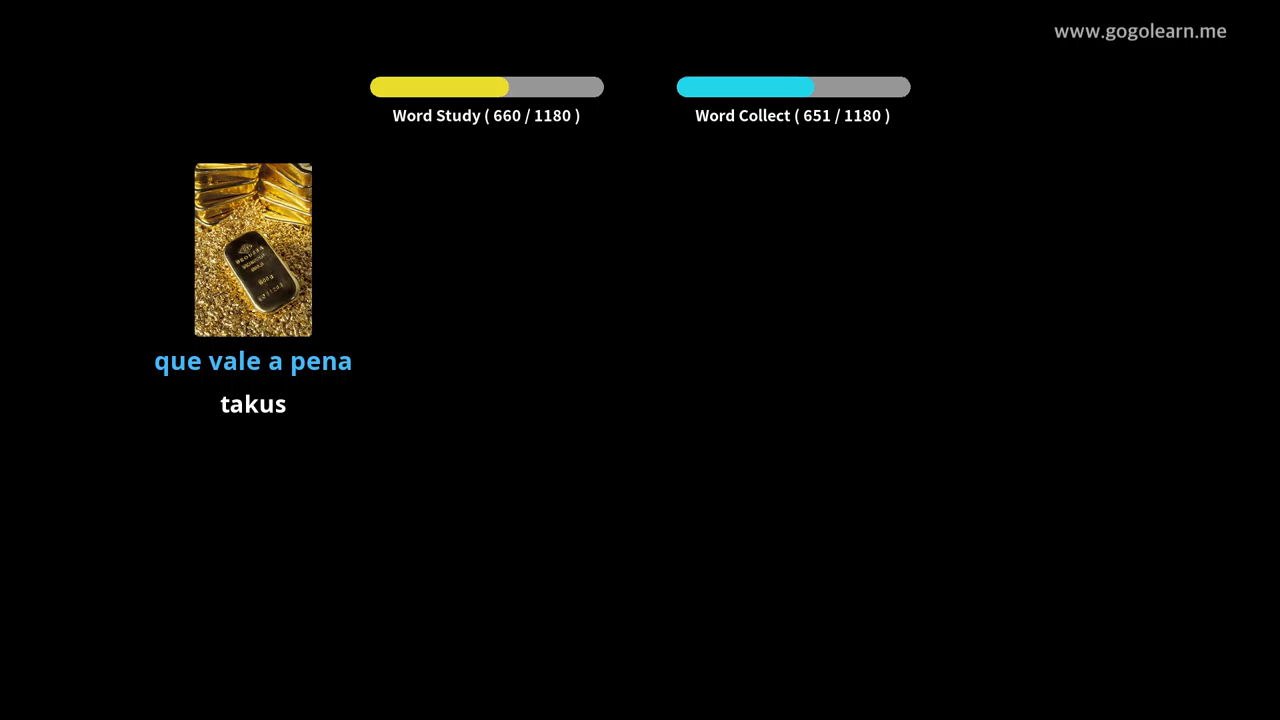 www.gogolearn.me
Word Study ( 660 / 1180 )
Word Collect ( 651 / 1180 )
que vale a pena
takus